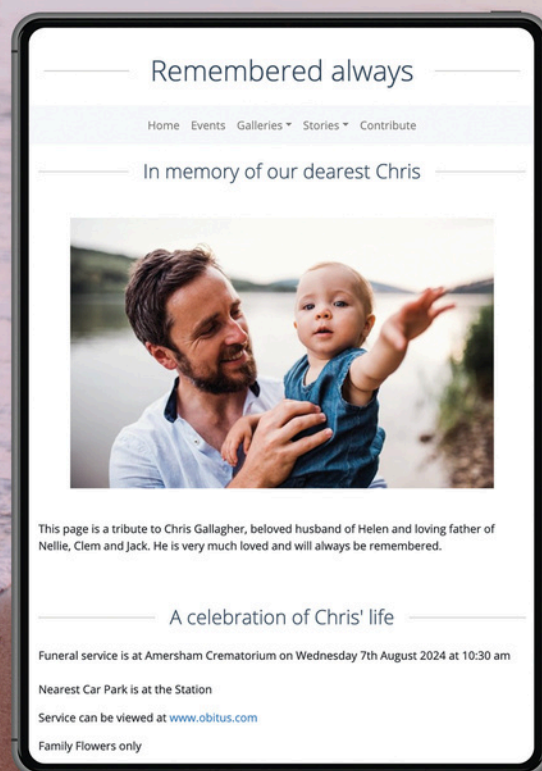 Remembered always
Home Events Galleries Stories Contribute
In memory of our dearest Chris
This page is a tribute to Chris Gallagher, beloved husband of Helen and loving father of
Nellie, Clem and Jack. He is very much loved and will always be remembered.
A celebration of Chris' life
Funeral service is at Amersham Crematorium on Wednesday 7th August 2024 at 10:30 am
Nearest Car Park is at the Station
Service can be viewed at www.obitus.com
Family Flowers only